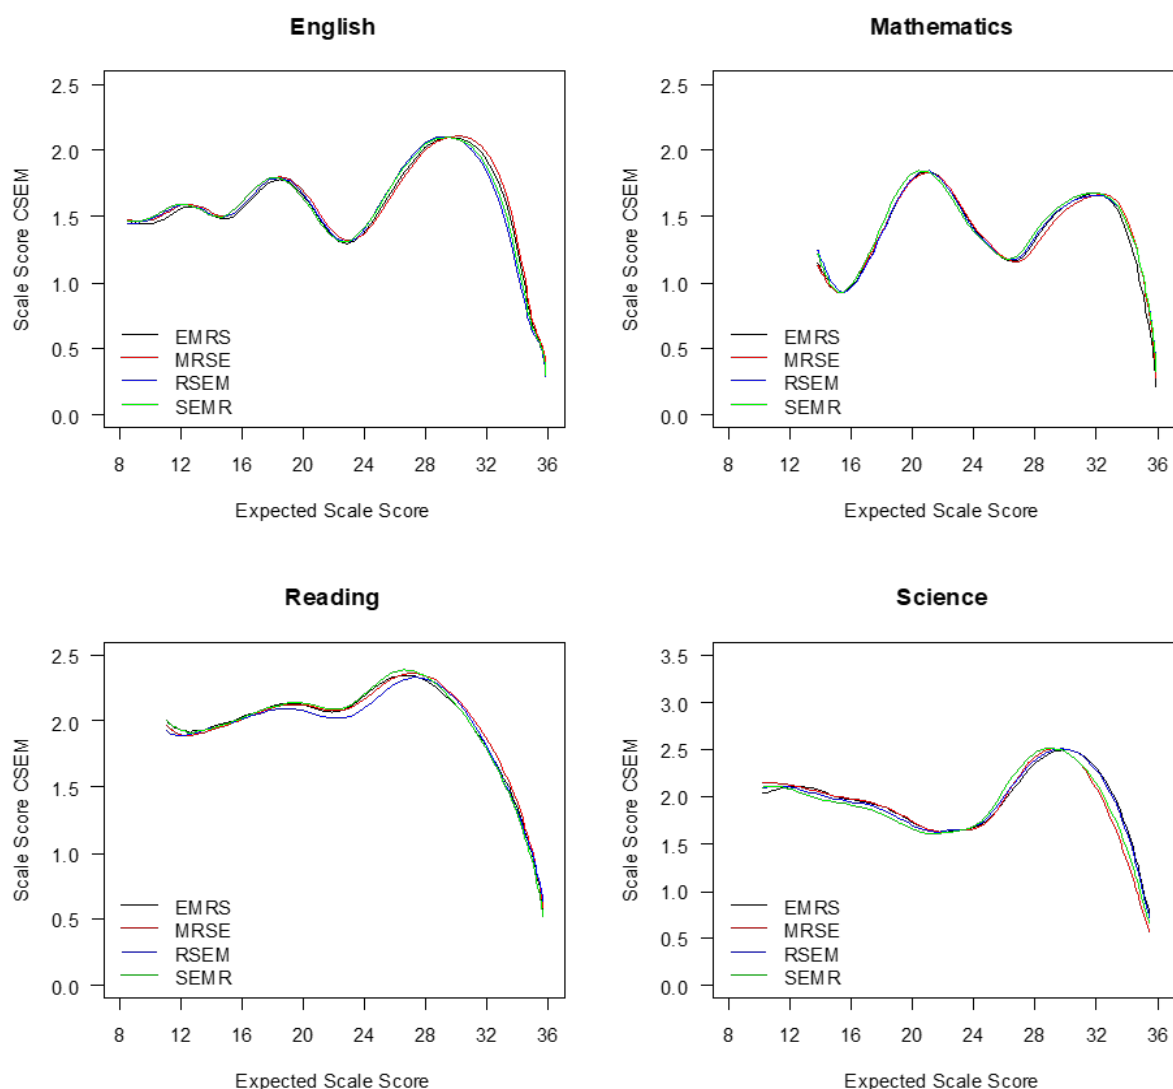 English
2.5
2.0
1.5
1.0
0.5
0.0
Scale Score CSEM
EMRS
MRSE
RSEM
SEMR
8 12 16 20 24 28 32 36
Expected Scale Score
Mathematics
2.5
2.0
1.5
1.0
0.5
0.0
Scale Score CSEM
EMRS
MRSE
RSEM
SEMR
8 12 16 20 24 28 32 36
Expected Scale Score
Reading
2.5
2.0
1.5
1.0
0.5
0.0
Scale Score CSEM
EMRS
MRSE
RSEM
SEMR
8 12 16 20 24 28 32 36
Expected Scale Score
Science
3.5
3.0
2.5
2.0
1.5
1.0
0.5
0.0
Scale Score CSEM
EMRS
MRSE
RSEM
SEMR
8 12 16 20 24 28 32 36
Expected Scale Score